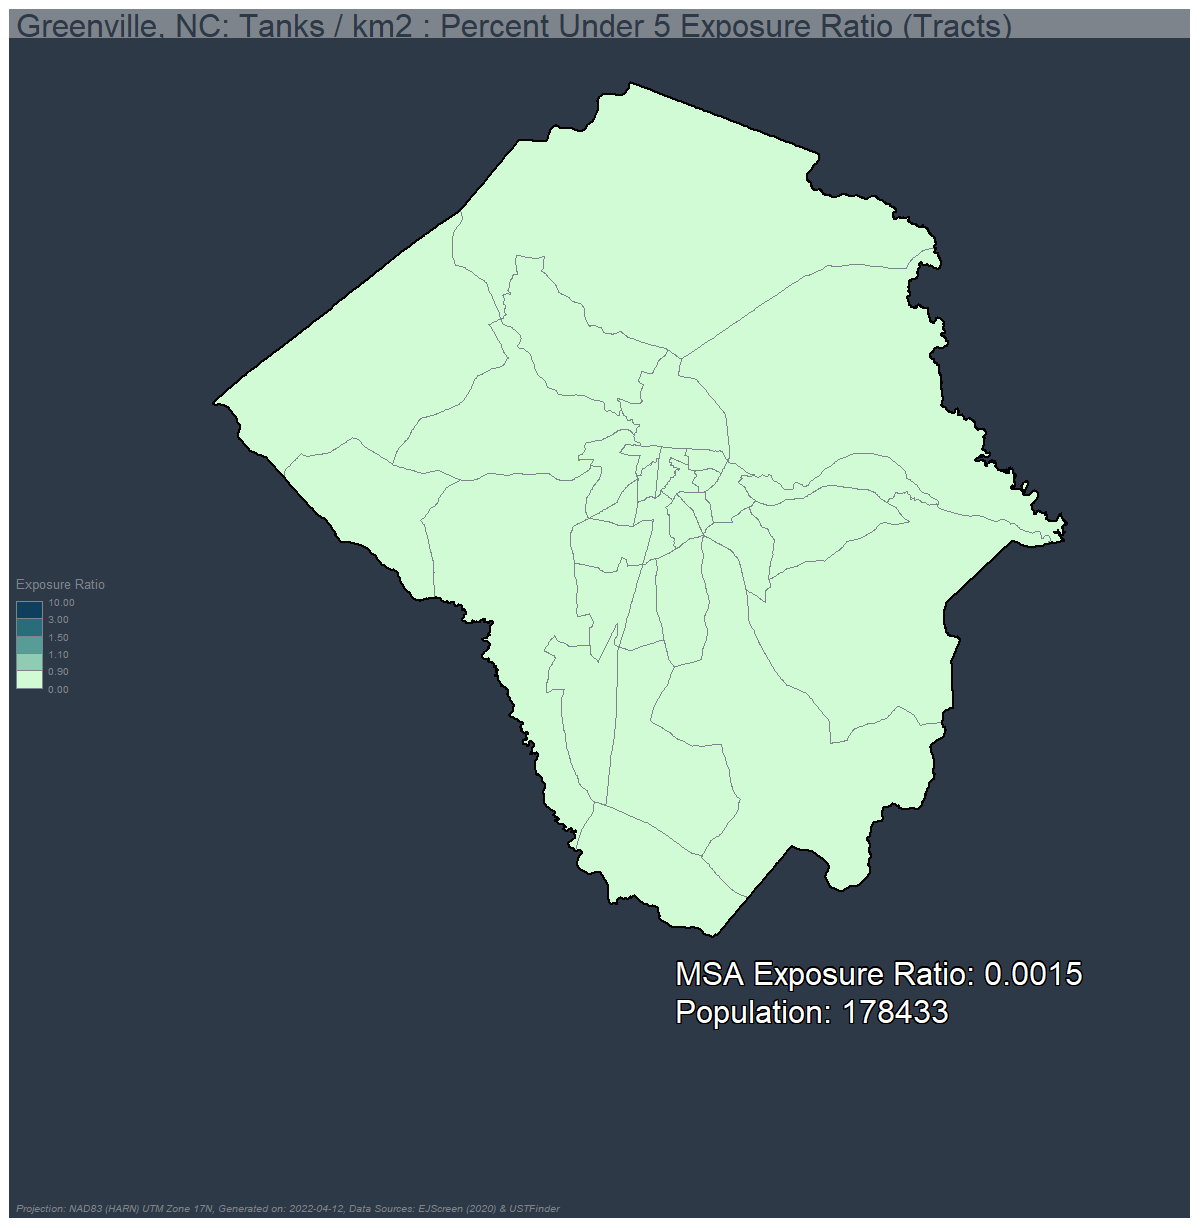 Greenville, NC: Tanks / km2 : Percent Under 5 Exposure Ratio (Tracts)
Exposure Ratio
10.00
3.00
1.50
1.10
0.90
0.00
MSA Exposure Ratio: 0.0015
Population: 178433
Projection: NAD83 (HARN) UTM Zone 17N, Generated on: 2022-04-12, Data Sources: EJScreen (2020) & USTFinder